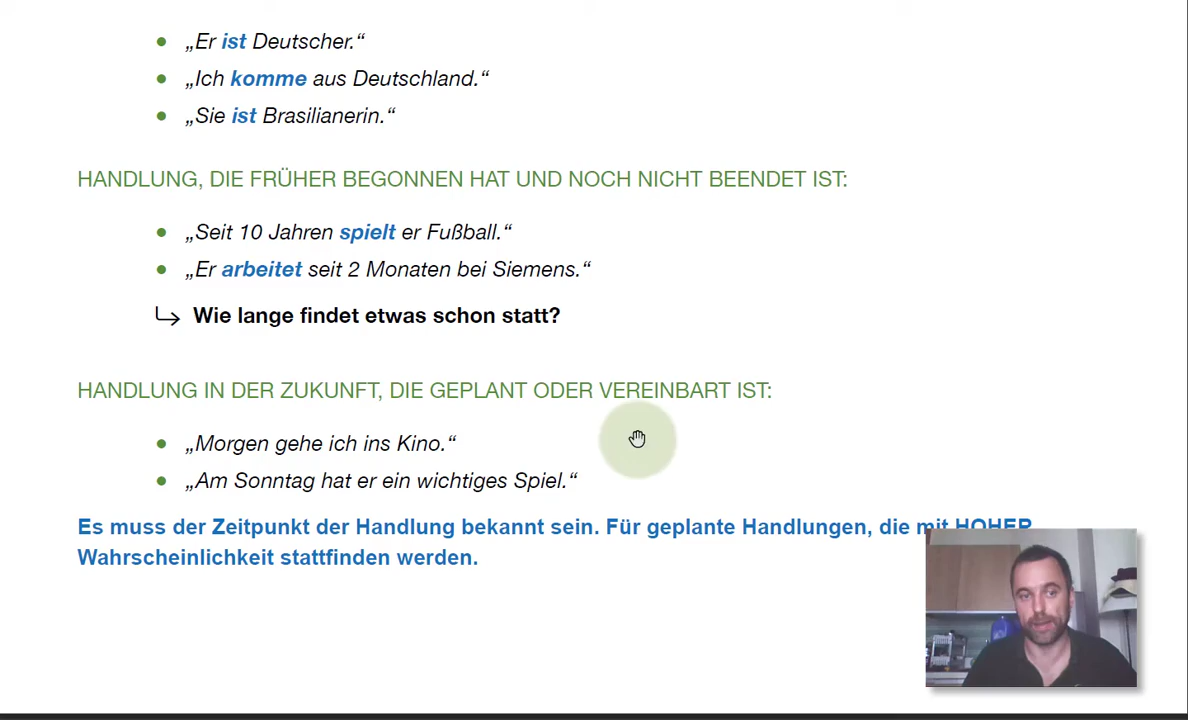 „Er ist Deutscher.“
„Ich komme aus Deutschland.“
„Sie ist Brasilianerin.“
HANDLUNG, DIE FRÜHER BEGONNEN HAT UND NOCH NICHT BEENDET IST:
„Seit 10 Jahren spielt er Fußball.“
„Er arbeitet seit 2 Monaten bei Siemens.“
Wie lange findet etwas schon statt?
HANDLUNG IN DER ZUKUNFT, DIE GEPLANT ODER VEREINBART IST:
„Morgen gehe ich ins Kino.“
„Am Sonntag hat er ein wichtiges Spiel.“
Es muss der Zeitpunkt der Handlung bekannt sein. Für geplante Handlungen, die mit HOHER
Wahrscheinlichkeit stattfinden werden.